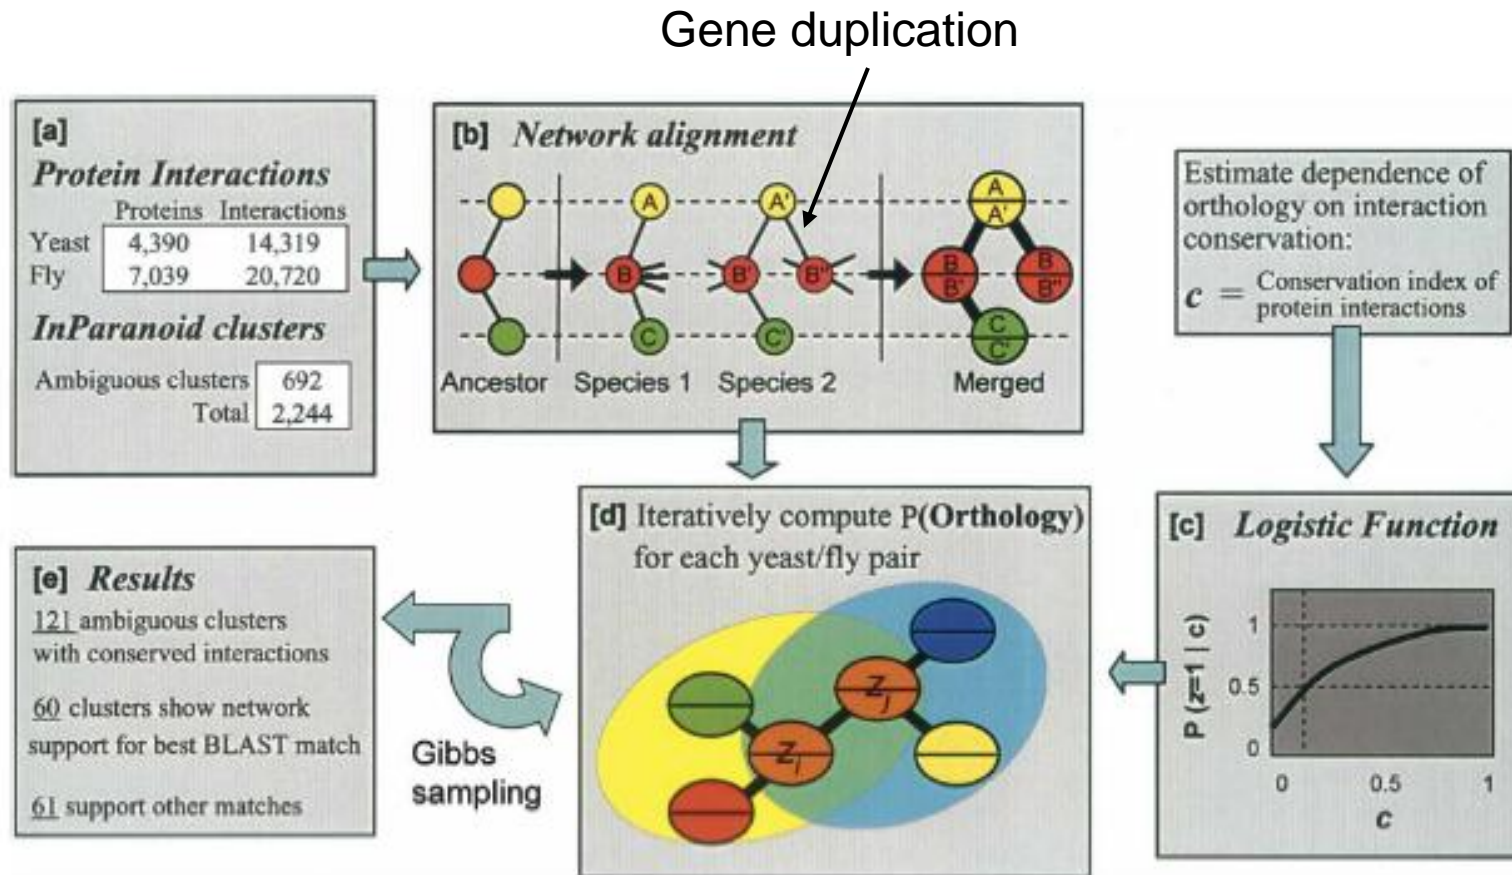 Gene duplication
[a]
Protein Interactions
Proteins Interactions
Yeast 4,390 14,319
Fly 7,039 20,720
InParanoid clusters
Ambiguous clusters 692
Total 2,244
[b] Network alignment
A A' A
A'
B B' B'' B B
B' B''
C C' C
C'
Ancestor Species 1 Species 2 Merged
Estimate dependence of
orthology on interaction
conservation:
c = Conservation index of
protein interactions
[c] Logistic Function
P (z=1 | c)
1
0.5
0
0 0.5 1
c
[d] Iteratively compute P(Orthology)
for each yeast/fly pair
Zj
Zi
Gibbs
sampling
[e] Results
121 ambiguous clusters
with conserved interactions
60 clusters show network
support for best BLAST match
61 support other matches